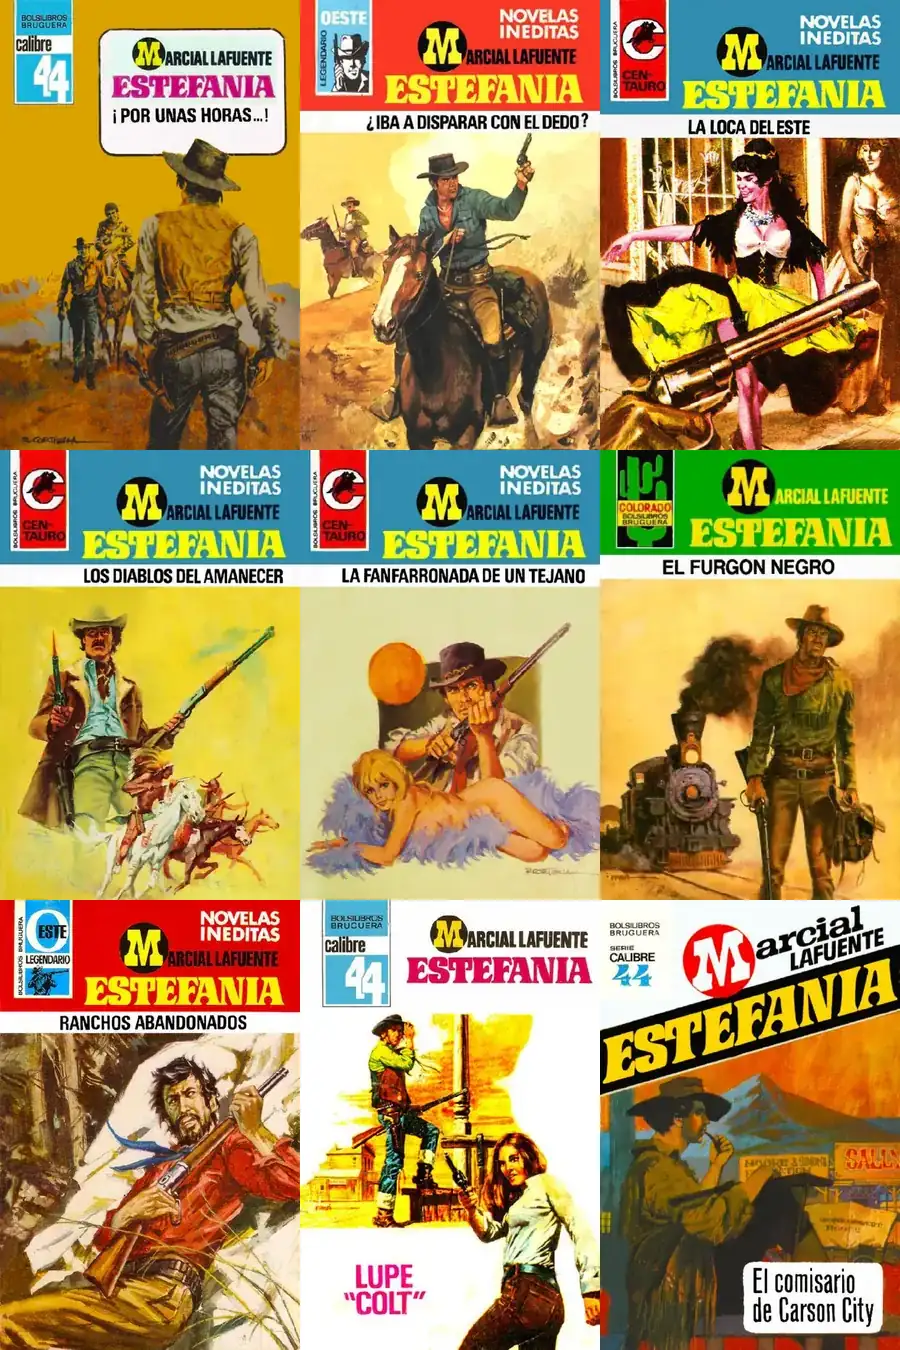 BOLSILIBROS
BRUGUERA
calibre
44
MARCIAL LAFUENTE
ESTEFANIA
¡POR UNAS HORAS...!
OESTE
LEGENDARIO
NOVELAS
INEDITAS
MARCIAL LAFUENTE
ESTEFANIA
¿IBA A DISPARAR CON EL DEDO?
BOLSILIBROS BRUGUERA
CEN-
TAURO
NOVELAS
INEDITAS
MARCIAL LAFUENTE
ESTEFANIA
LA LOCA DEL ESTE
BOLSILIBROS BRUGUERA
CEN-
TAURO
NOVELAS
INEDITAS
MARCIAL LAFUENTE
ESTEFANIA
LOS DIABLOS DEL AMANECER
BOLSILIBROS BRUGUERA
CEN-
TAURO
NOVELAS
INEDITAS
MARCIAL LAFUENTE
ESTEFANIA
LA FANFARRONADA DE UN TEJANO
COLORADO
BOLSILIBROS
BRUGUERA
MARCIAL LAFUENTE
ESTEFANIA
EL FURGON NEGRO
BOLSILIBROS BRUGUERA
OESTE
LEGENDARIO
NOVELAS
INEDITAS
MARCIAL LAFUENTE
ESTEFANIA
RANCHOS ABANDONADOS
BOLSILIBROS
BRUGUERA
calibre
44
MARCIAL LAFUENTE
ESTEFANIA
LUPE
"COLT"
BOLSILIBROS
BRUGUERA
SERIE
CALIBRE
44
Marcial
LAFUENTE
ESTEFANIA
SALLY
El comisario
de Carson City